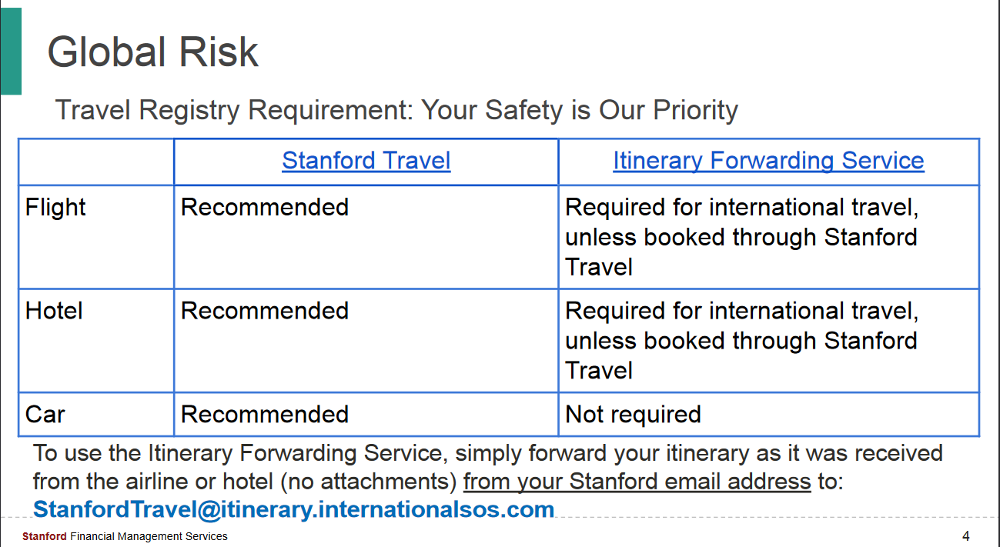 Global Risk
Travel Registry Requirement: Your Safety is Our Priority
Stanford Travel
Itinerary Forwarding Service
Flight
Recommended
Required for international travel,
unless booked through Stanford
Travel
Hotel
Recommended
Required for international travel,
unless booked through Stanford
Travel
Car
Recommended
Not required
To use the Itinerary Forwarding Service, simply forward your itinerary as it was received
from the airline or hotel (no attachments) from your Stanford email address to:
StanfordTravel@itinerary.internationalsos.com
Stanford Financial Management Services
4